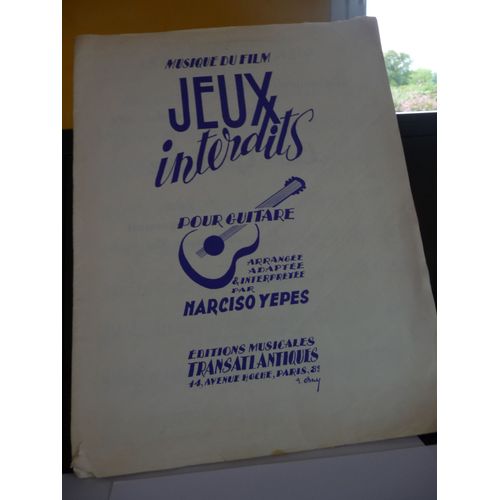 MUSIQUE DU FILM
JEUX
interdits
POUR GUITARE
ARRANGÉE
ADAPTÉE
& INTERPRÉTÉE
PAR
NARCISO YEPES
EDITIONS MUSICALES
TRANSATLANTIQUES
14, AVENUE HOCHE, PARIS, 8e